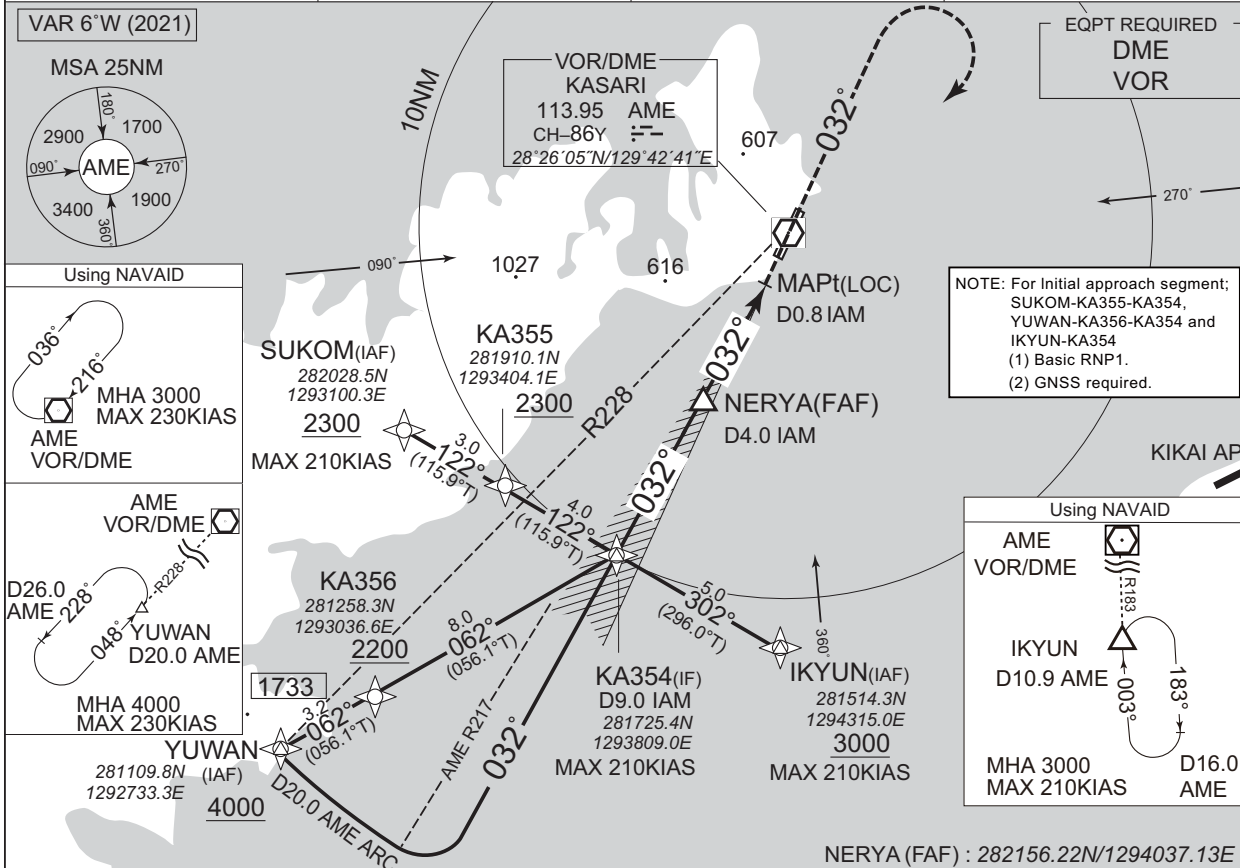 VAR 6°W (2021)
MSA 25NM
180°
2900
1700
090°
AME
270°
3400
1900
360°
10NM
VOR/DME
KASARI
113.95 AME
CH–86Y
28°26′05″N/129°42′41″E
607
032°
EQPT REQUIRED
DME
VOR
270°
090°
1027
616
MAPt(LOC)
D0.8 IAM
NOTE: For Initial approach segment;
SUKOM-KA355-KA354,
YUWAN-KA356-KA354 and
IKYUN-KA354
(1) Basic RNP1.
(2) GNSS required.
Using NAVAID
036°
216°
MHA 3000
MAX 230KIAS
AME
VOR/DME
SUKOM(IAF)
282028.5N
1293100.3E
2300
MAX 210KIAS
KA355
281910.1N
1293404.1E
2300
R228
032°
NERYA(FAF)
D4.0 IAM
3.0
122°
(115.9°T)
4.0
122°
(115.9°T)
032°
KIKAI AP
AME
VOR/DME
R228
D26.0
AME
228°
048°
YUWAN
D20.0 AME
MHA 4000
MAX 230KIAS
KA356
281258.3N
1293036.6E
2200
8.0
062°
(056.1°T)
5.0
302°
(296.0°T)
360°
1733
3.2
062°
(056.1°T)
YUWAN
(IAF)
281109.8N
1292733.3E
4000
D20.0 AME ARC
AME R217
032°
KA354(IF)
D9.0 IAM
281725.4N
1293809.0E
MAX 210KIAS
IKYUN(IAF)
281514.3N
1294315.0E
3000
MAX 210KIAS
Using NAVAID
AME
VOR/DME
R183
IKYUN
D10.9 AME
003°
183°
MHA 3000
MAX 210KIAS
D16.0
AME
NERYA (FAF) : 282156.22N/1294037.13E